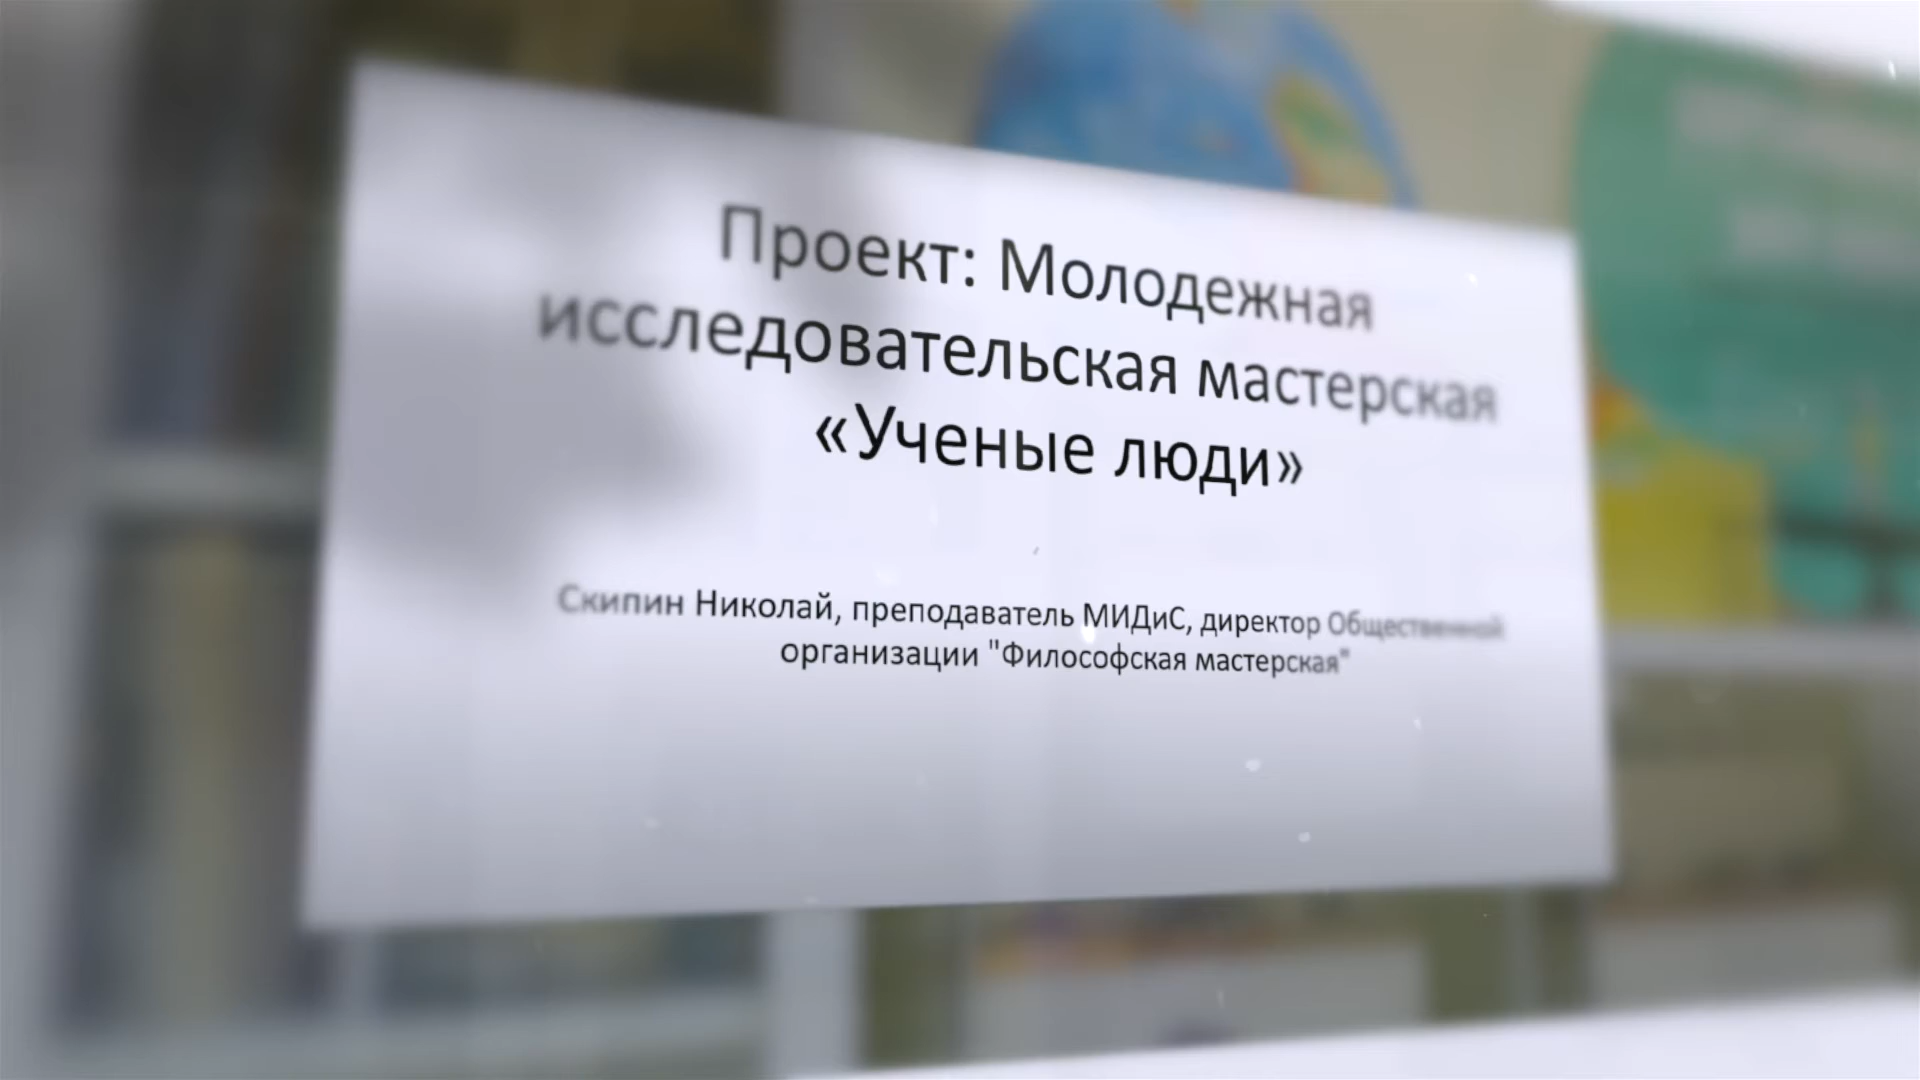 Проект: Молодежная
исследовательская мастерская
«Ученые люди»
Скипин Николай, преподаватель МИДиС, директор Общественной
организации "Философская мастерская"